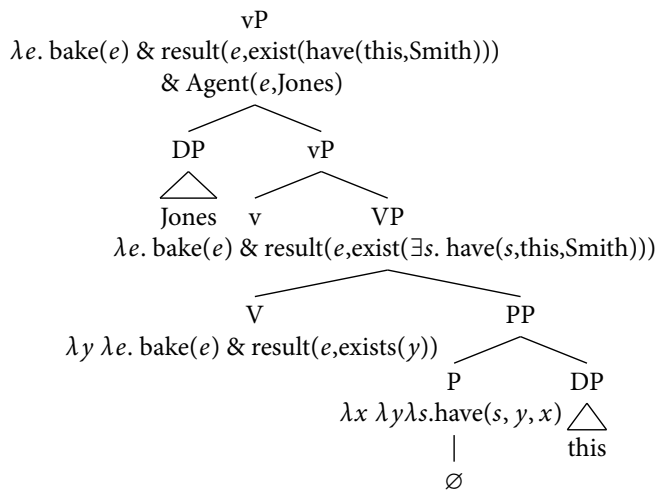 vP
λe. bake(e) & result(e,exist(have(this,Smith)))
& Agent(e,Jones)
DP vP
Jones v VP
λe. bake(e) & result(e,exist(∃s. have(s,this,Smith)))
V PP
λy λe. bake(e) & result(e,exists(y))
P DP
λx λyλs.have(s, y, x)
this
∅